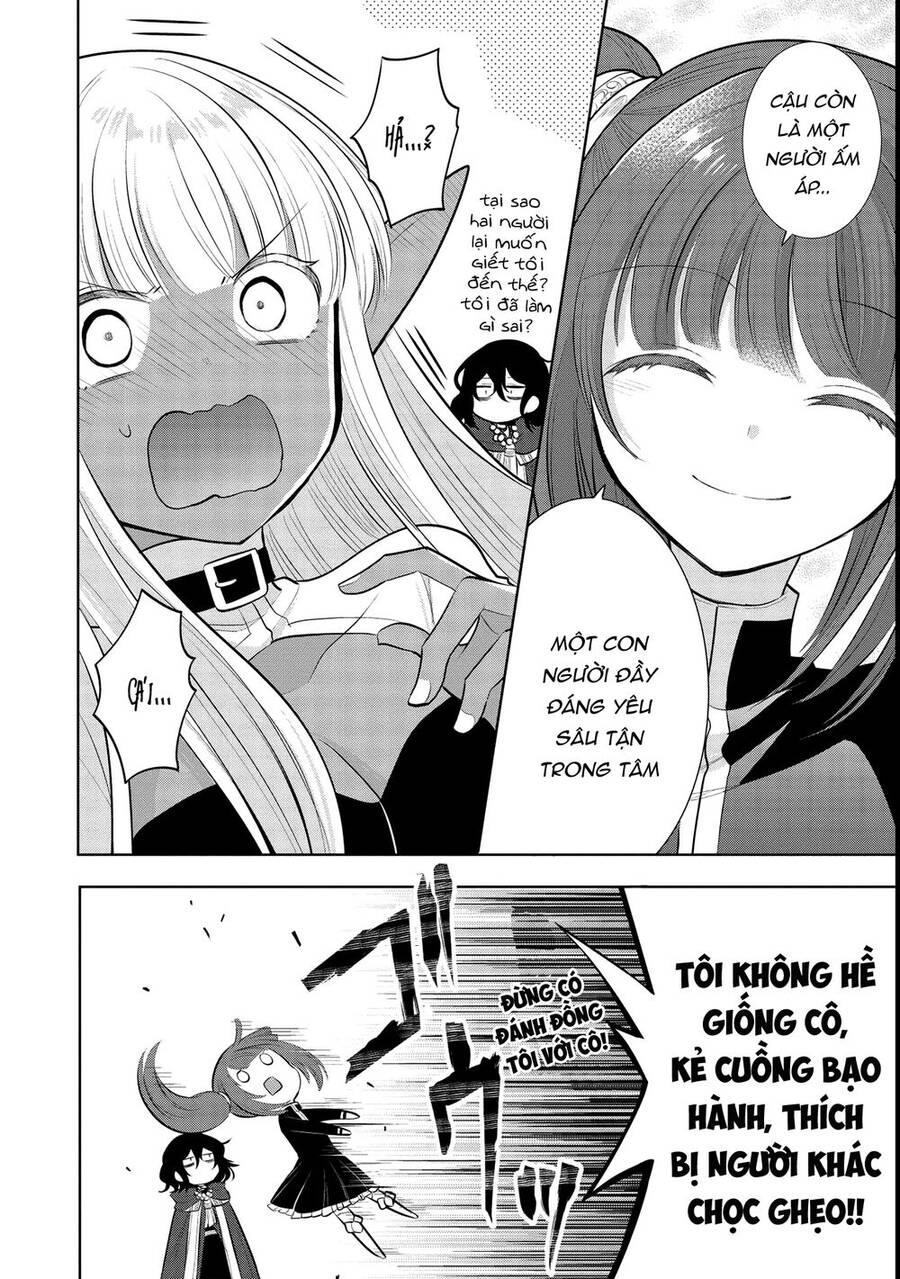 CẬU CÒN
LÀ MỘT
NGƯỜI ẤM
ÁP...
MỘT CON
NGƯỜI ĐẦY
ĐÁNG YÊU
SÂU TẬN
TRONG TÂM
HẢ...?
tại sao
hai người
lại muốn
giết tôi
đến thế?
tôi đã làm
gì sai?
CÁI...
TÔI KHÔNG HỀ
GIỐNG CÔ,
KẺ CUỒNG BẠO
HÀNH, THÍCH
BỊ NGƯỜI KHÁC
CHỌC GHẸO!!
ĐỪNG CÓ
ĐÁNH ĐỒNG
TÔI VỚI CÔ!